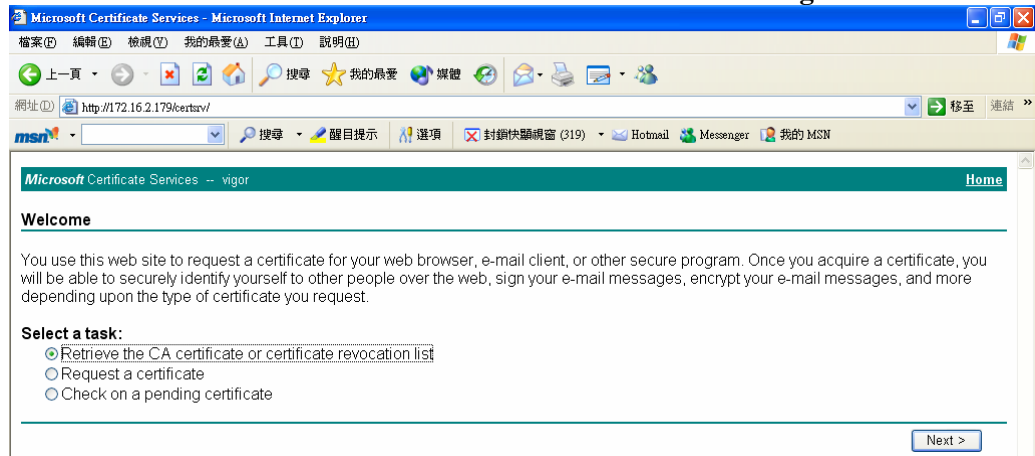 Microsoft Certificate Services - Microsoft Internet Explorer
檔案(F) 編輯(E) 檢視(V) 我的最愛(A) 工具(T) 說明(H)
上一頁 搜尋 我的最愛 媒體
網址(D) http://172.16.2.179/certsrv/ 移至 連結 »
msn 搜尋 醒目提示 選項 封鎖快顯視窗 (319) Hotmail Messenger 我的 MSN
Microsoft Certificate Services -- vigor Home
Welcome
You use this web site to request a certificate for your web browser, e-mail client, or other secure program. Once you acquire a certificate, you
will be able to securely identify yourself to other people over the web, sign your e-mail messages, encrypt your e-mail messages, and more
depending upon the type of certificate you request.
Select a task:
Retrieve the CA certificate or certificate revocation list
Request a certificate
Check on a pending certificate
Next >